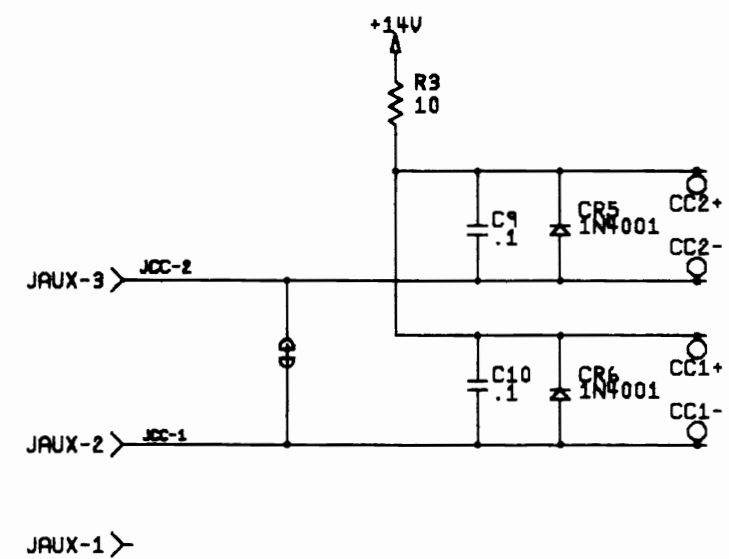 +14V
R3
10
C9
.1
CR5
1N4001
CC2+
CC2-
JAUX-3
JCC-2
C10
.1
CR6
1N4001
CC1+
CC1-
JAUX-2
JCC-1
JAUX-1